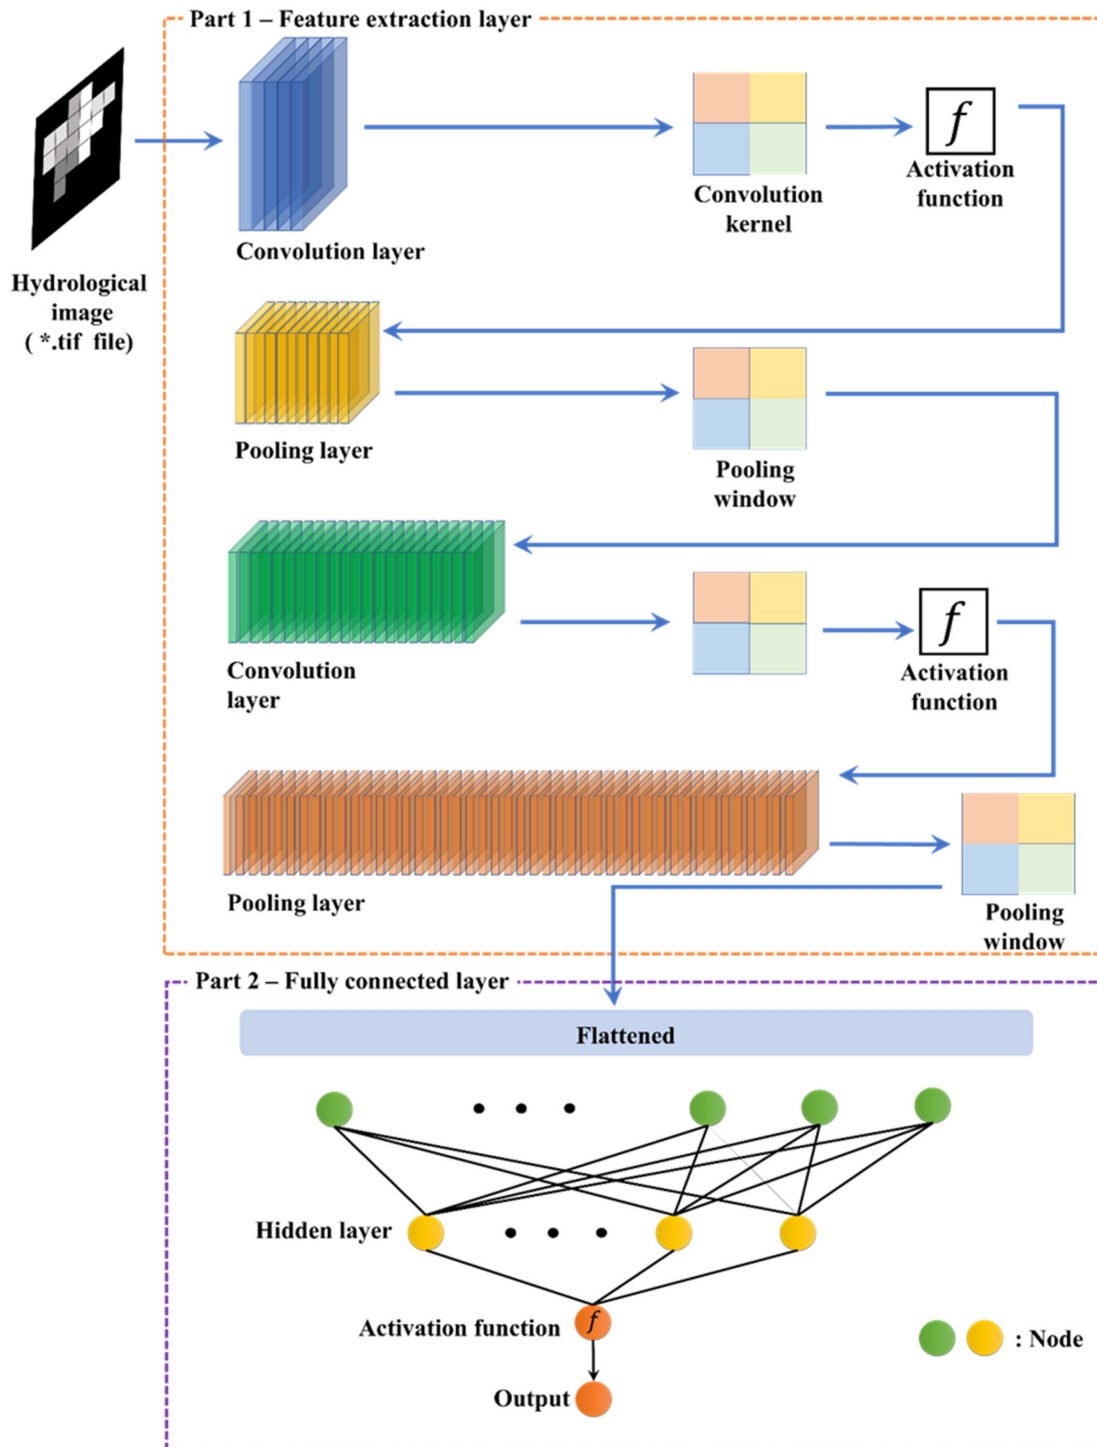 Part 1 – Feature extraction layer
Hydrological
image
( *.tif file)
Convolution layer
Convolution
kernel
f
Activation
function
Pooling layer
Pooling
window
Convolution
layer
f
Activation
function
Pooling layer
Pooling
window
Part 2 – Fully connected layer
Flattened
Hidden layer
Activation function
f
: Node
Output